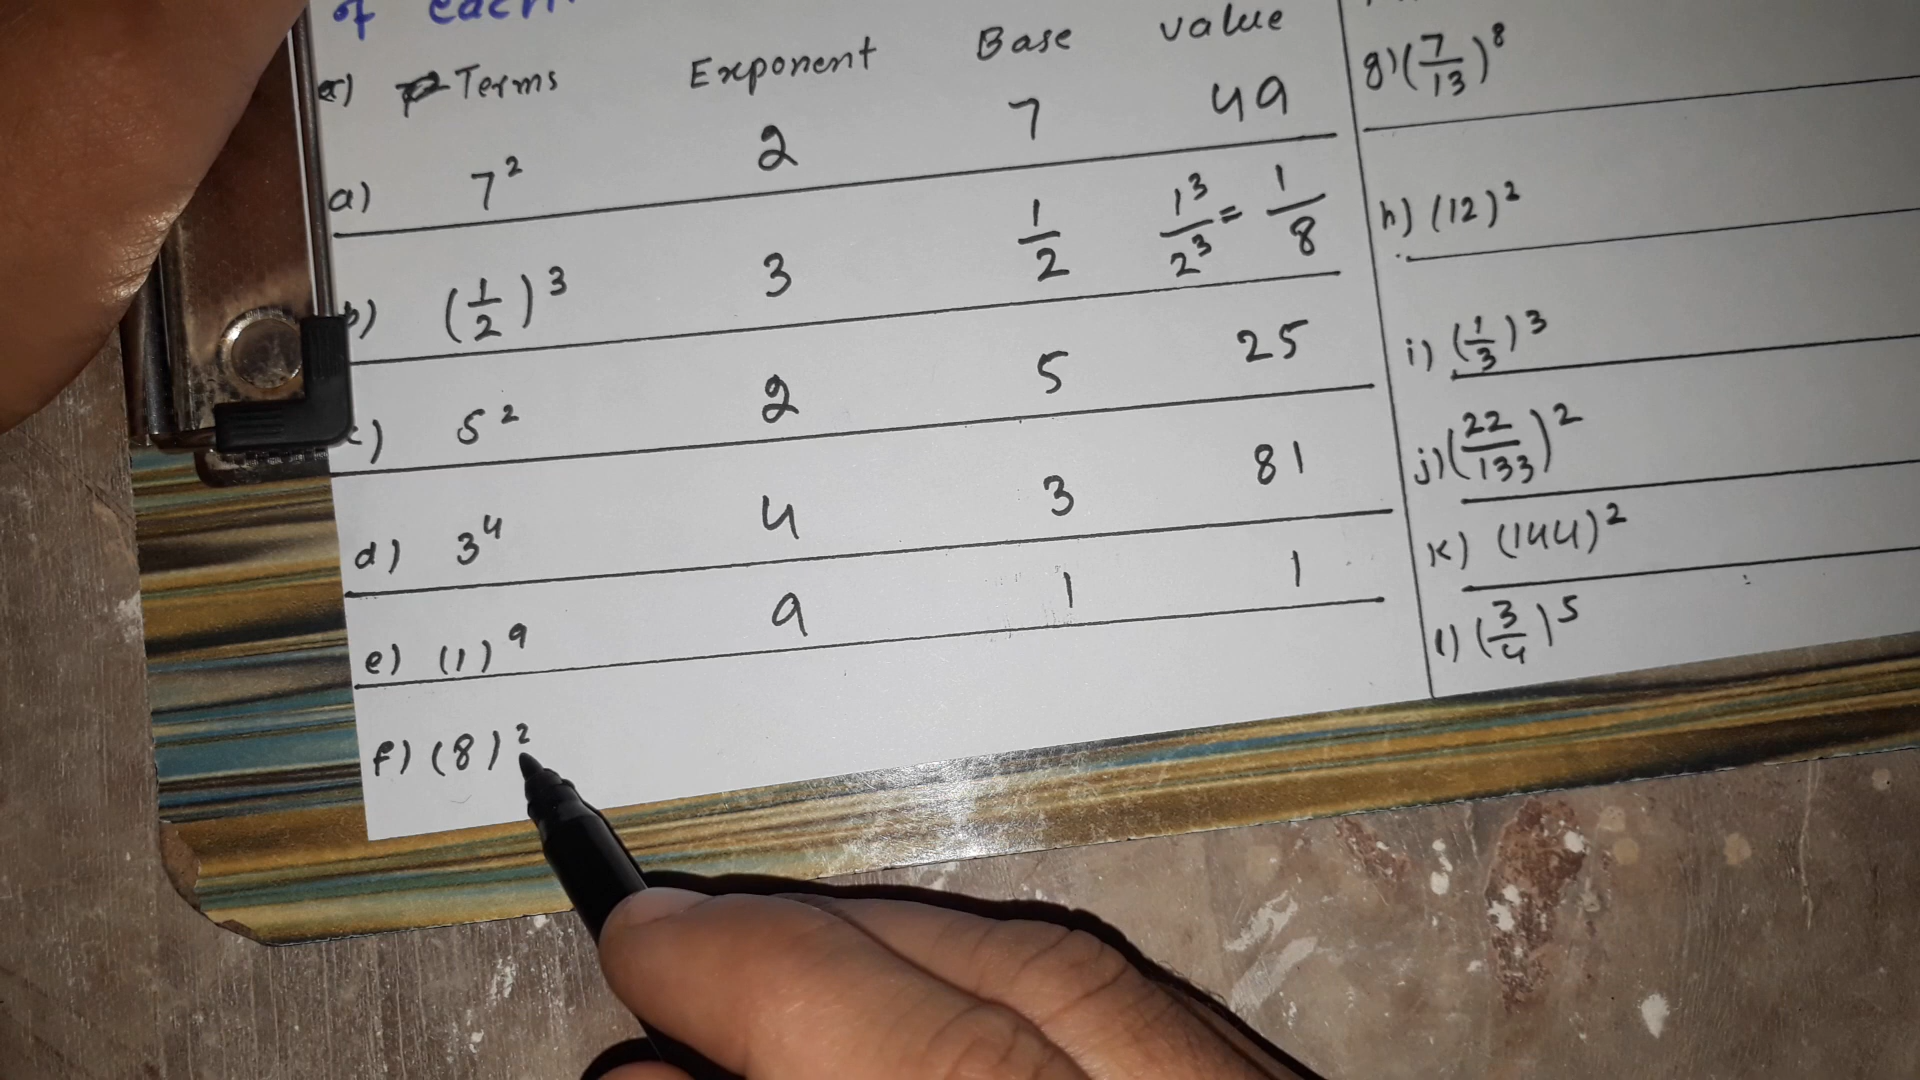 of each.
Terms Exponent Base value
a) 7² 2 7 49
b) (1/2)³ 3 1/2 1³/2³ = 1/8
c) 5² 2 5 25
d) 3⁴ 4 3 81
e) (1)⁹ 9 1 1
f) (8)²
g) (7/13)⁸
h) (12)²
i) (1/3)³
j) (22/133)²
k) (144)²
l) (3/4)⁵